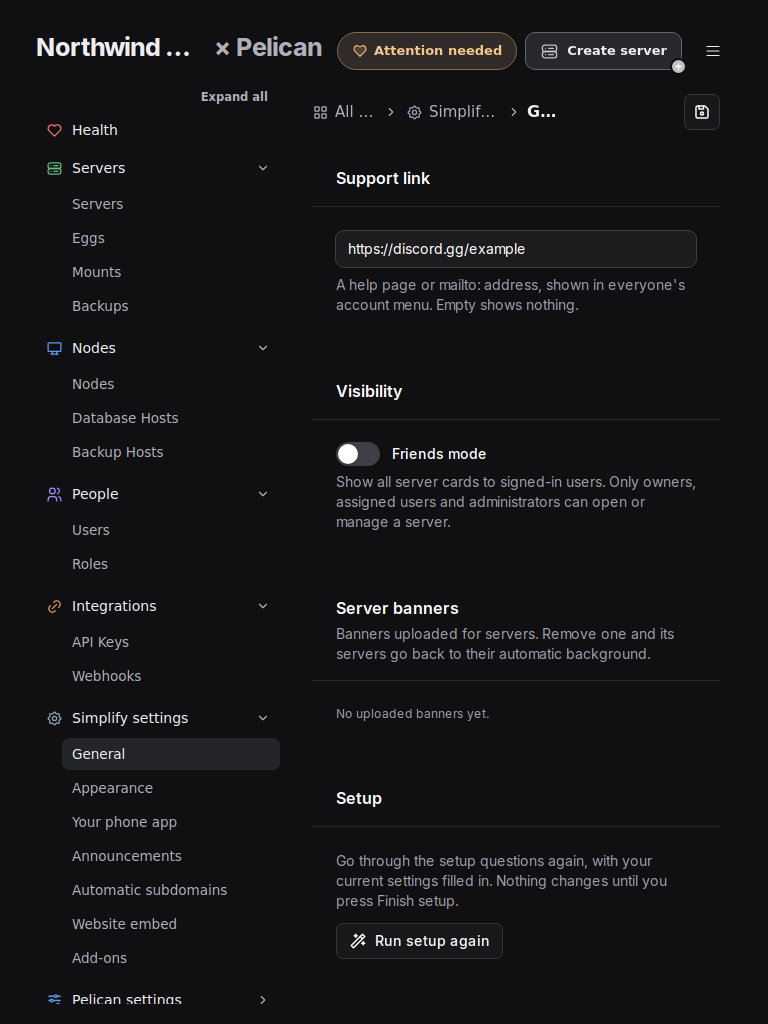 Northwind ... × Pelican
Attention needed
Create server
Expand all
Health
Servers
Servers
Eggs
Mounts
Backups
Nodes
Nodes
Database Hosts
Backup Hosts
People
Users
Roles
Integrations
API Keys
Webhooks
Simplify settings
General
Appearance
Your phone app
Announcements
Automatic subdomains
Website embed
Add-ons
Pelican settings
All ... > Simplif... > G...
Support link
https://discord.gg/example
A help page or mailto: address, shown in everyone's
account menu. Empty shows nothing.
Visibility
Friends mode
Show all server cards to signed-in users. Only owners,
assigned users and administrators can open or
manage a server.
Server banners
Banners uploaded for servers. Remove one and its
servers go back to their automatic background.
No uploaded banners yet.
Setup
Go through the setup questions again, with your
current settings filled in. Nothing changes until you
press Finish setup.
Run setup again